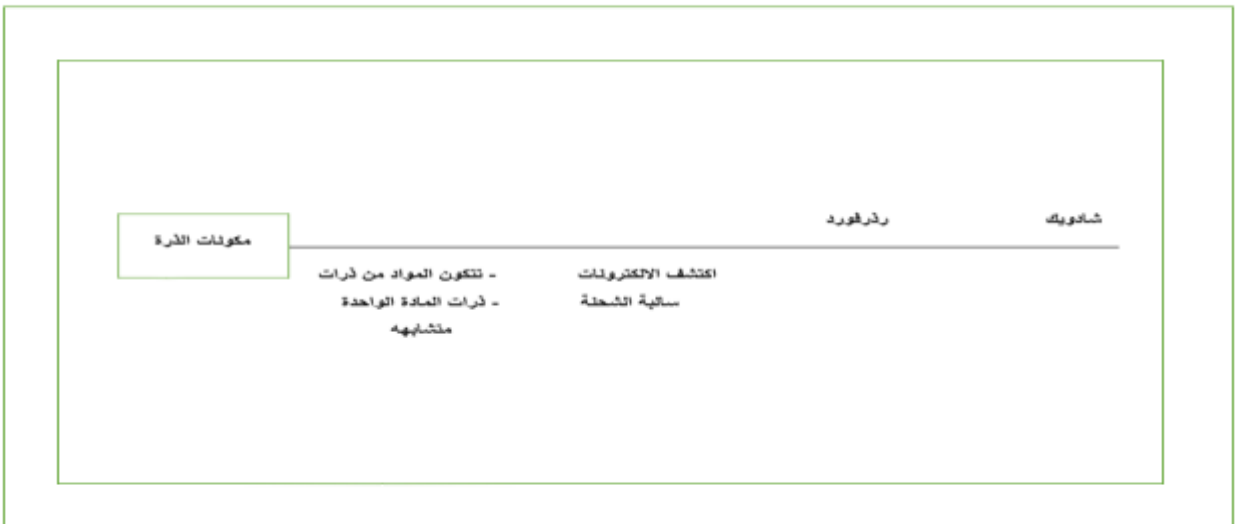 شادويك
رذرفورد
مكونات الذرة
اكتشف الالكترونات
سالبة الشحنة
- تتكون المواد من ذرات
- ذرات المادة الواحدة
متشابهه